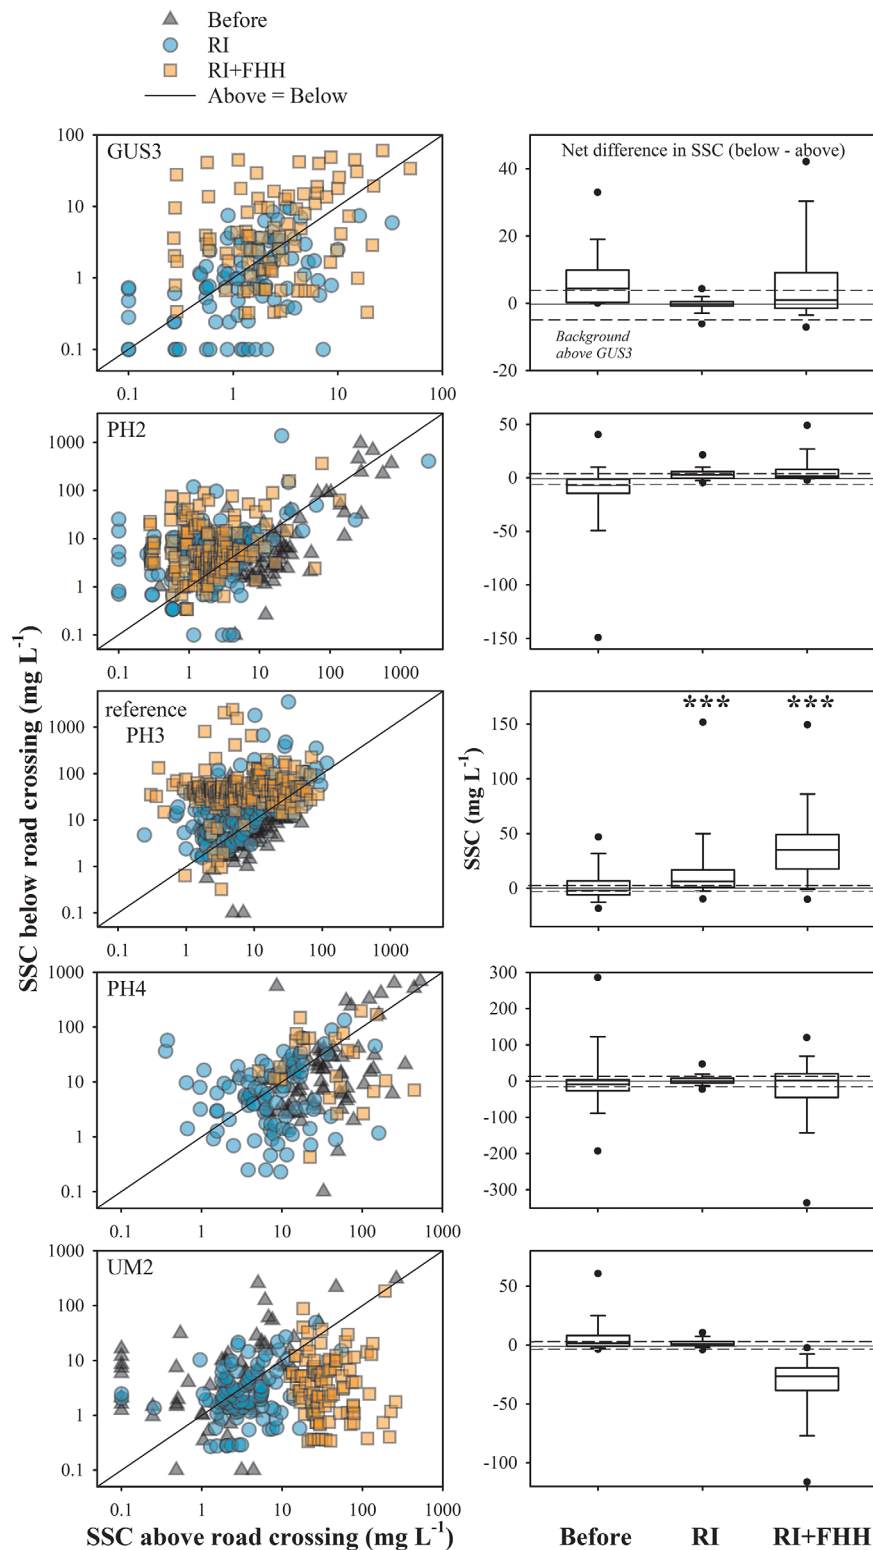 Before
RI
RI+FHH
Above = Below
GUS3
100
10
1
0.1
0.1 1 10 100
Net difference in SSC (below - above)
Background
above GUS3
40
20
0
-20
PH2
1000
100
10
1
0.1
0.1 1 10 100 1000
50
0
-50
-100
-150
reference
PH3
1000
100
10
1
0.1
0.1 1 10 100 1000
*** ***
150
100
50
0
PH4
1000
100
10
1
0.1
0.1 1 10 100 1000
300
200
100
0
-100
-200
-300
UM2
1000
100
10
1
0.1
0.1 1 10 100 1000
50
0
-50
-100
SSC below road crossing (mg L-1)
SSC (mg L-1)
SSC above road crossing (mg L-1)
Before RI RI+FHH